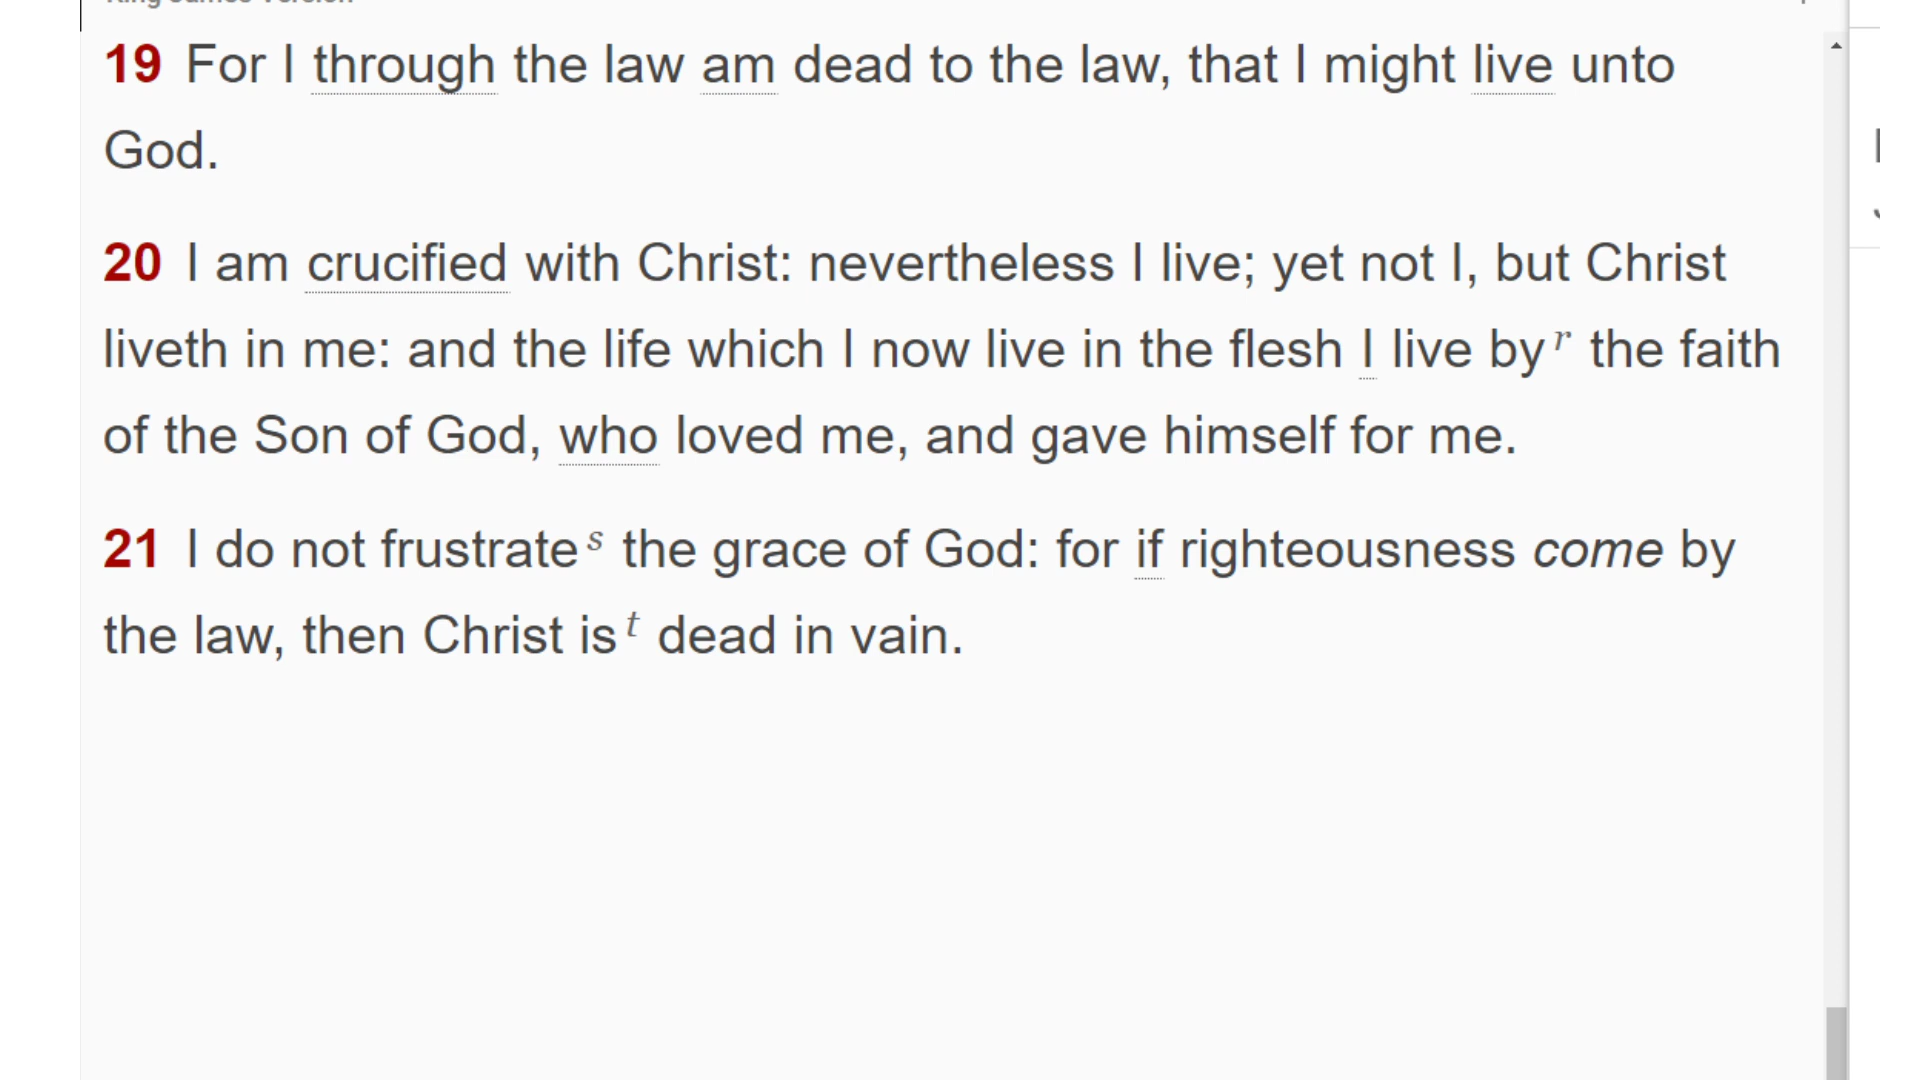 19 For I through the law am dead to the law, that I might live unto
God.
20 I am crucified with Christ: nevertheless I live; yet not I, but Christ
liveth in me: and the life which I now live in the flesh I live by r the faith
of the Son of God, who loved me, and gave himself for me.
21 I do not frustrate s the grace of God: for if righteousness come by
the law, then Christ is t dead in vain.